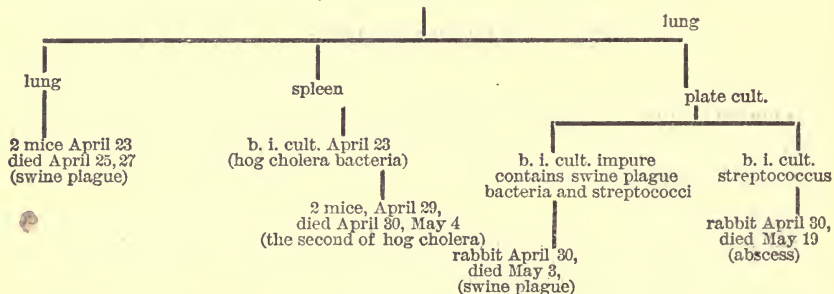 lung
lung
2 mice April 23
died April 25, 27
(swine plague)
spleen
b. i. cult. April 23
(hog cholera bacteria)
2 mice, April 29,
died April 30, May 4
(the second of hog cholera)
plate cult.
b. i. cult. impure
contains swine plague
bacteria and streptococci
rabbit April 30,
died May 3,
(swine plague)
b. i. cult.
streptococcus
rabbit April 30,
died May 19
(abscess)